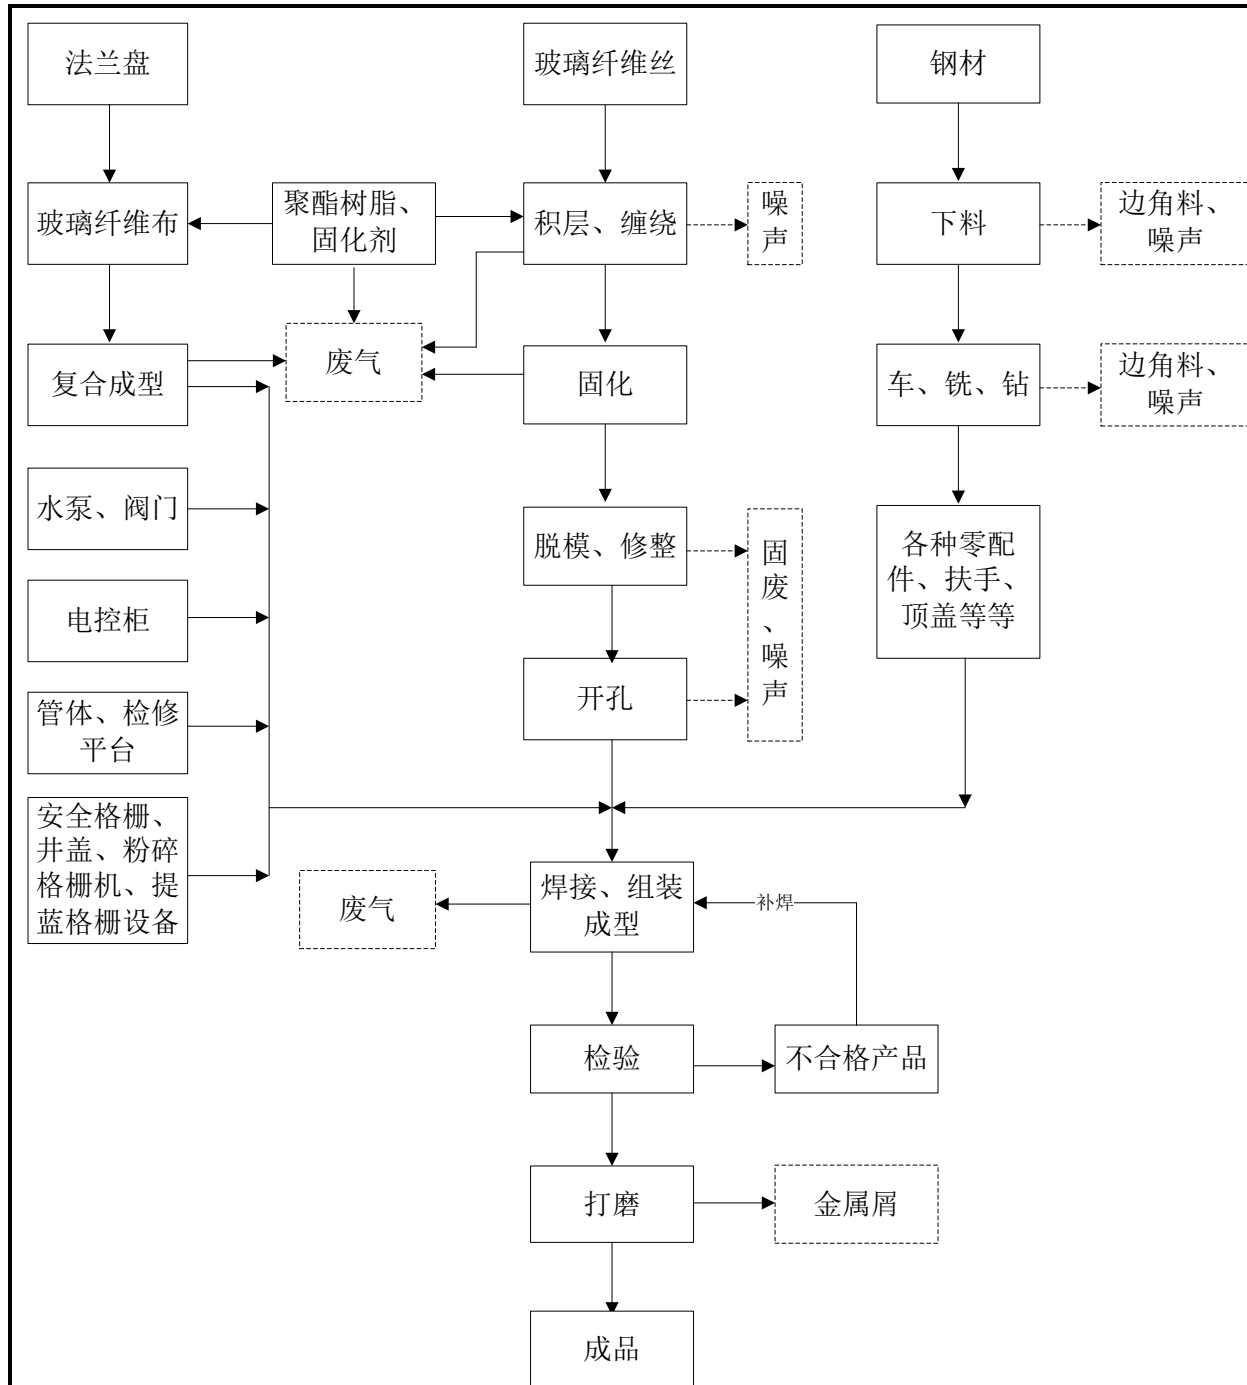 法兰盘
玻璃纤维丝
钢材
玻璃纤维布
聚酯树脂、
固化剂
积层、缠绕
噪
声
下料
边角料、
噪声
复合成型
废气
固化
车、铣、钻
边角料、
噪声
水泵、阀门
脱模、修整
固
废
、
噪
声
各种零配
件、扶手、
顶盖等等
电控柜
开孔
管体、检修
平台
安全格栅、
井盖、粉碎
格栅机、提
蓝格栅设备
废气
焊接、组装
成型
补焊
检验
不合格产品
打磨
金属屑
成品